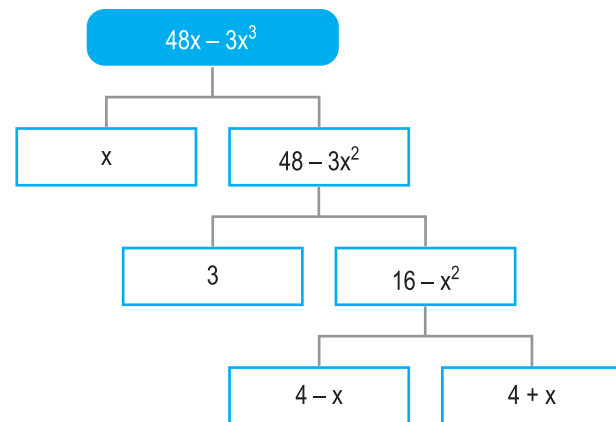 48x – 3x³
x
48 – 3x²
3
16 – x²
4 – x
4 + x